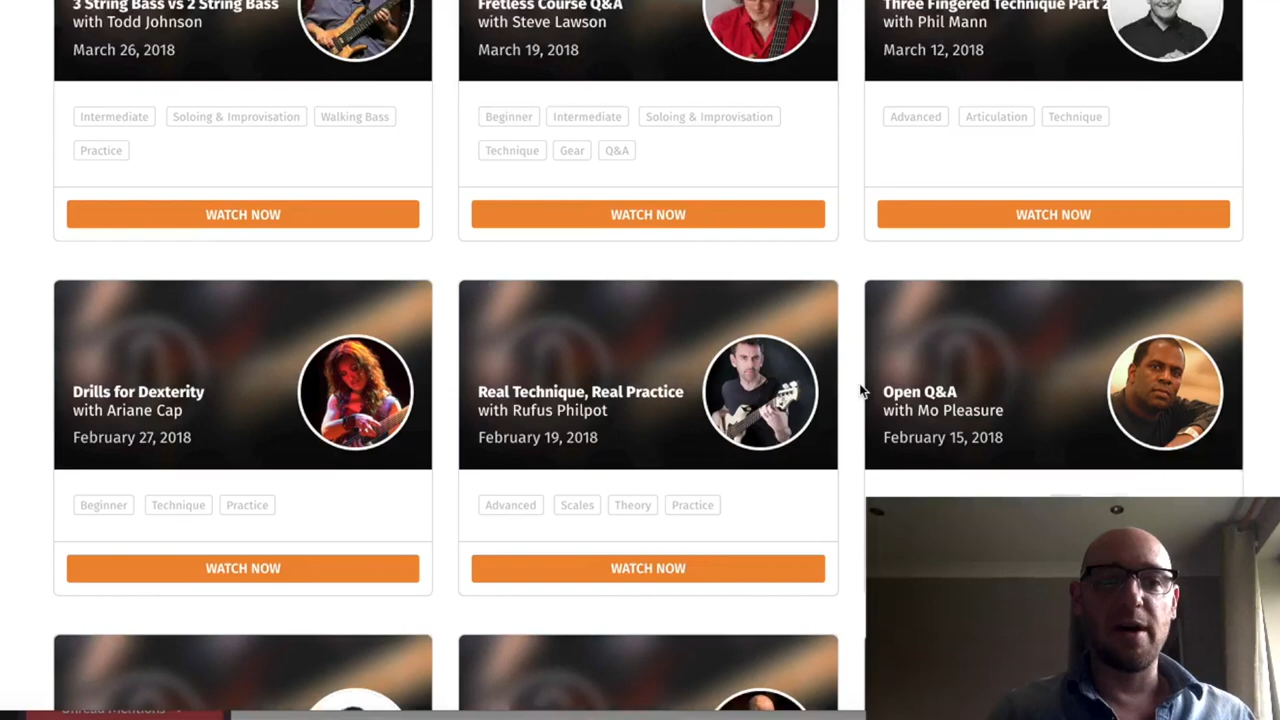 3 String Bass vs 2 String Bass
with Todd Johnson
March 26, 2018
Intermediate
Soloing & Improvisation
Walking Bass
Practice
WATCH NOW
Fretless Course Q&A
with Steve Lawson
March 19, 2018
Beginner
Intermediate
Soloing & Improvisation
Technique
Gear
Q&A
WATCH NOW
Three Fingered Technique Part 2
with Phil Mann
March 12, 2018
Advanced
Articulation
Technique
WATCH NOW
Drills for Dexterity
with Ariane Cap
February 27, 2018
Beginner
Technique
Practice
WATCH NOW
Real Technique, Real Practice
with Rufus Philpot
February 19, 2018
Advanced
Scales
Theory
Practice
WATCH NOW
Open Q&A
with Mo Pleasure
February 15, 2018
Unread Mentions